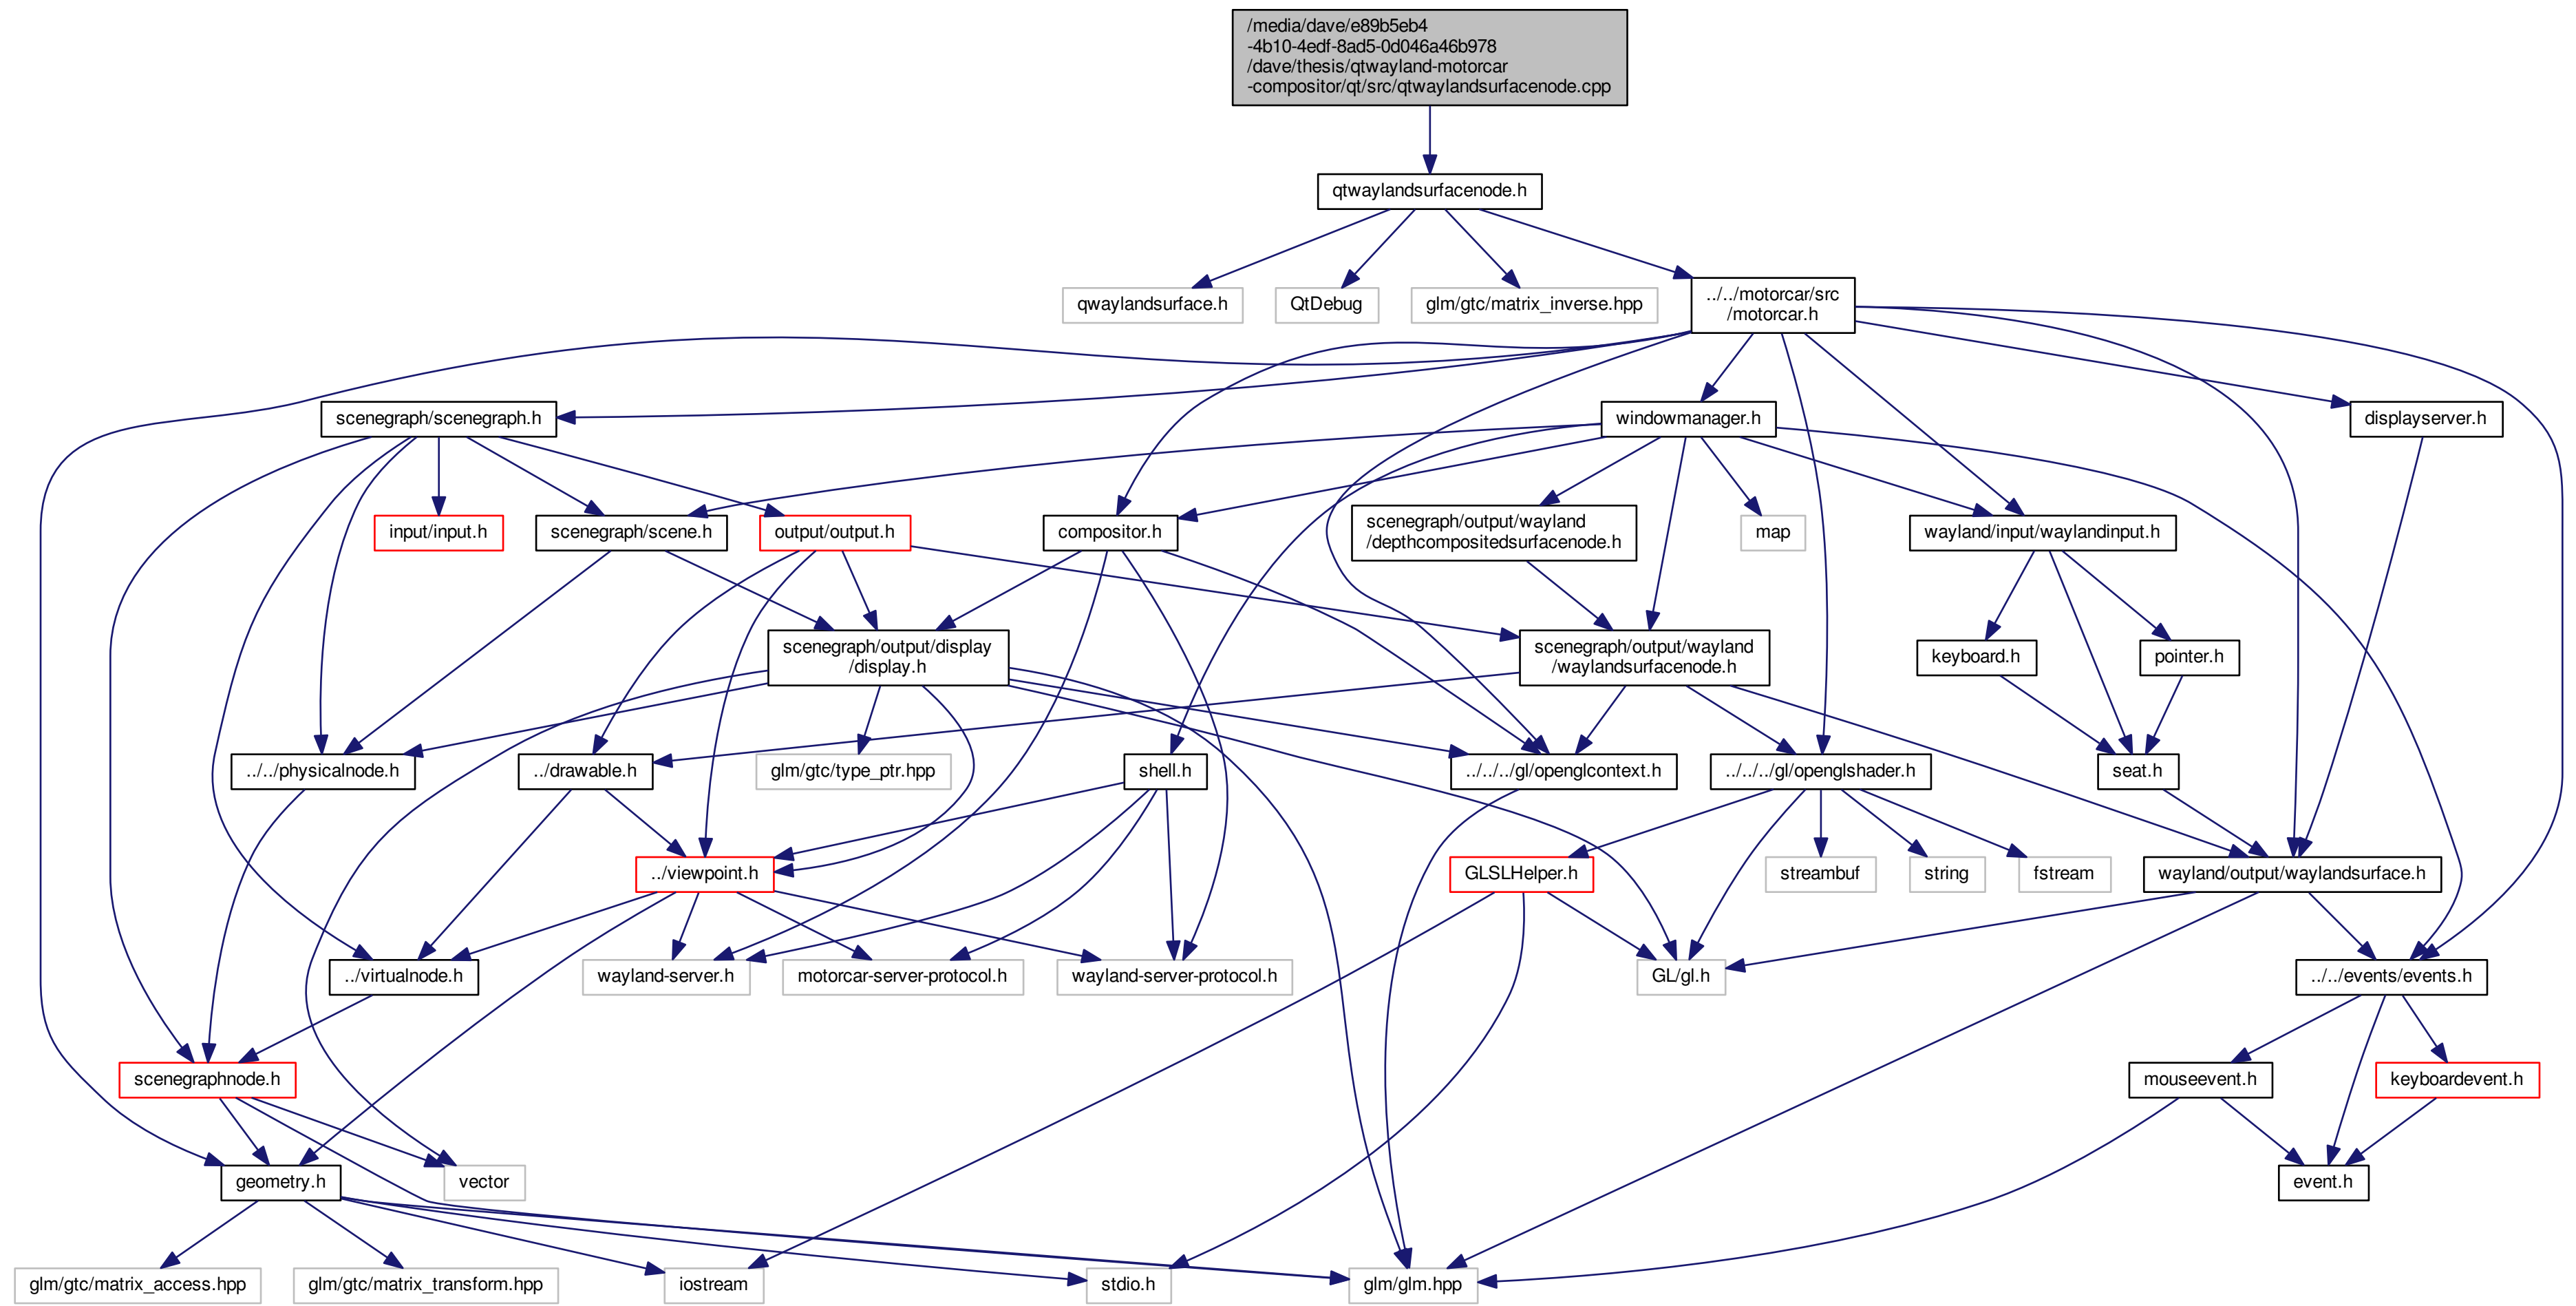 /media/dave/e89b5eb4
-4b10-4edf-8ad5-0d046a46b978
/dave/thesis/qtwayland-motorcar
-compositor/qt/src/qtwaylandsurfacenode.cpp
qtwaylandsurfacenode.h
qwaylandsurface.h
QtDebug
glm/gtc/matrix_inverse.hpp
../../motorcar/src
/motorcar.h
scenegraph/scenegraph.h
windowmanager.h
displayserver.h
input/input.h
scenegraph/scene.h
output/output.h
compositor.h
scenegraph/output/wayland
/depthcompositedsurfacenode.h
map
wayland/input/waylandinput.h
scenegraph/output/display
/display.h
scenegraph/output/wayland
/waylandsurfacenode.h
keyboard.h
pointer.h
../../physicalnode.h
../drawable.h
glm/gtc/type_ptr.hpp
shell.h
../../../gl/openglcontext.h
../../../gl/openglshader.h
seat.h
../viewpoint.h
GLSLHelper.h
streambuf
string
fstream
wayland/output/waylandsurface.h
../virtualnode.h
wayland-server.h
motorcar-server-protocol.h
wayland-server-protocol.h
GL/gl.h
../../events/events.h
scenegraphnode.h
mouseevent.h
keyboardevent.h
geometry.h
vector
event.h
glm/gtc/matrix_access.hpp
glm/gtc/matrix_transform.hpp
iostream
stdio.h
glm/glm.hpp